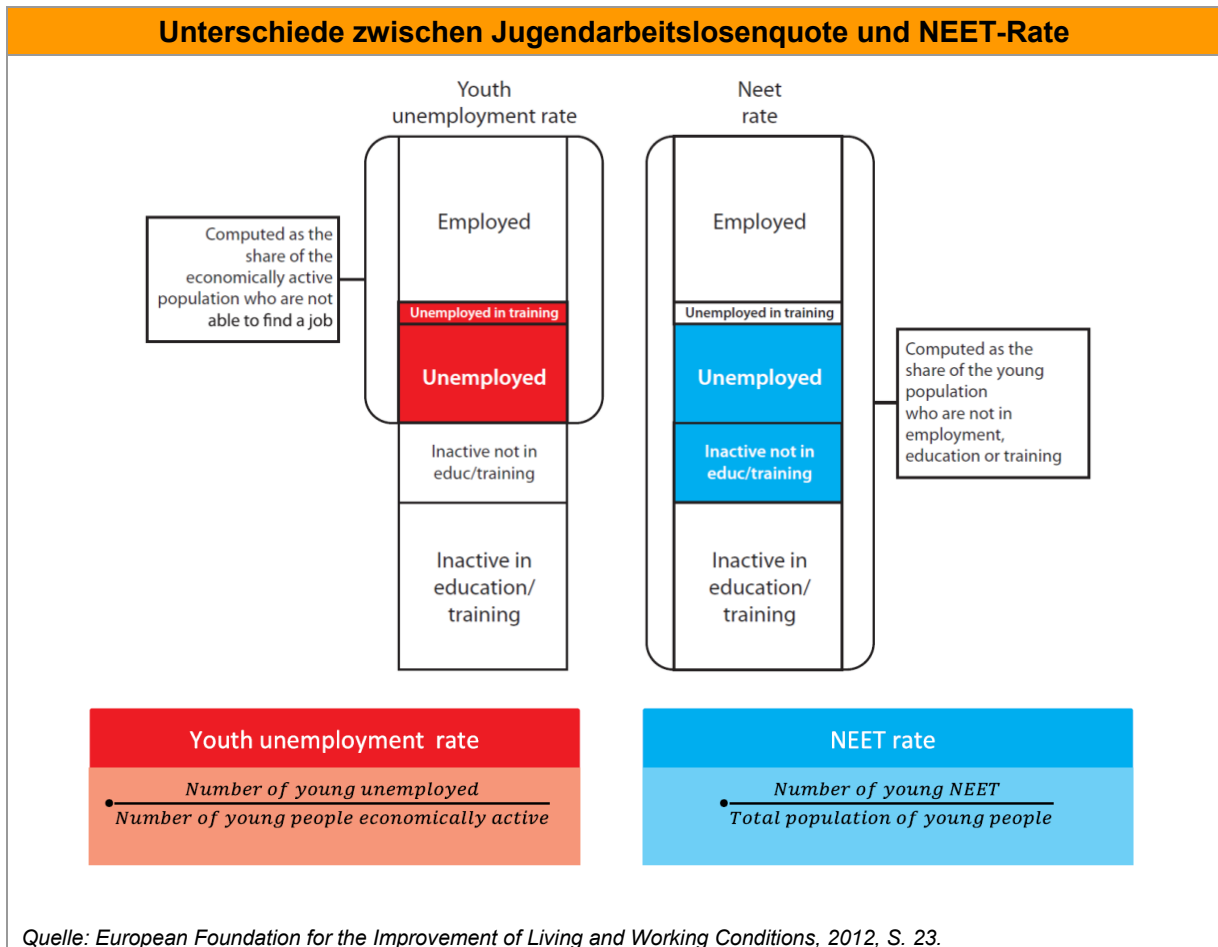 Unterschiede zwischen Jugendarbeitslosenquote und NEET-Rate
Youth
unemployment rate
Neet
rate
Computed as the
share of the
economically active
population who are not
able to find a job
Employed
Unemployed in training
Unemployed
Inactive not in
educ/training
Inactive in
education/
training
Employed
Unemployed in training
Unemployed
Inactive not in
educ/training
Inactive in
education/
training
Computed as the
share of the young
population
who are not in
employment,
education or training
Youth unemployment rate
Number of young unemployed
Number of young people economically active
NEET rate
Number of young NEET
Total population of young people
Quelle: European Foundation for the Improvement of Living and Working Conditions, 2012, S. 23.